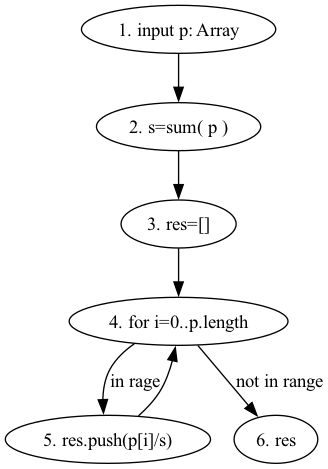 1. input p: Array
2. s=sum( p )
3. res=[]
4. for i=0..p.length
in rage
not in range
5. res.push(p[i]/s)
6. res